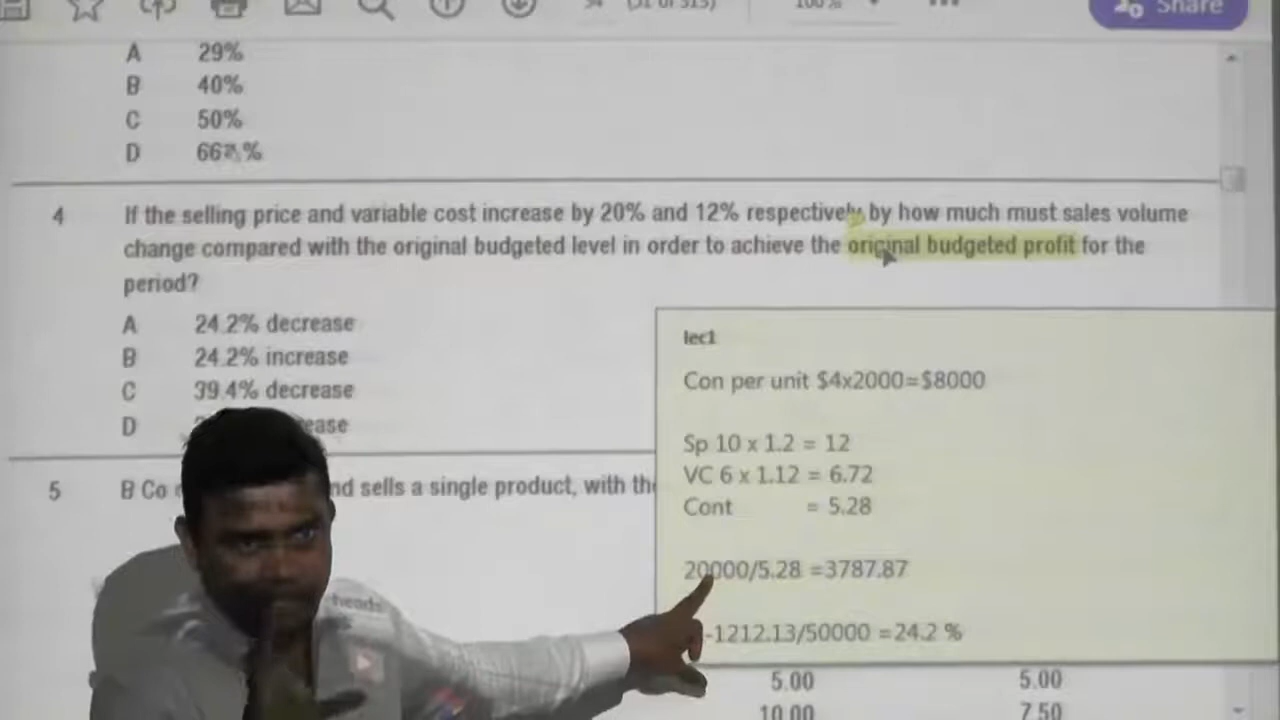 100%
Share
A 29%
B 40%
C 50%
D
4 If the selling price and variable cost increase by 20% and 12% respectively by how much must sales volume
change compared with the original budgeted level in order to achieve the original budgeted profit for the
period?
A 24.2% decrease
B 24.2% increase
C 39.4% decrease
D
lec1
Con per unit $4x2000=$8000
Sp 10 x 1.2 = 12
VC 6 x 1.12 = 6.72
Cont = 5.28
5 B Co nd sells a single product, with the
20000/5.28 =3787.87
heads
-1212.13/50000 =24.2 %
5.00 5.00
10.00 7.50